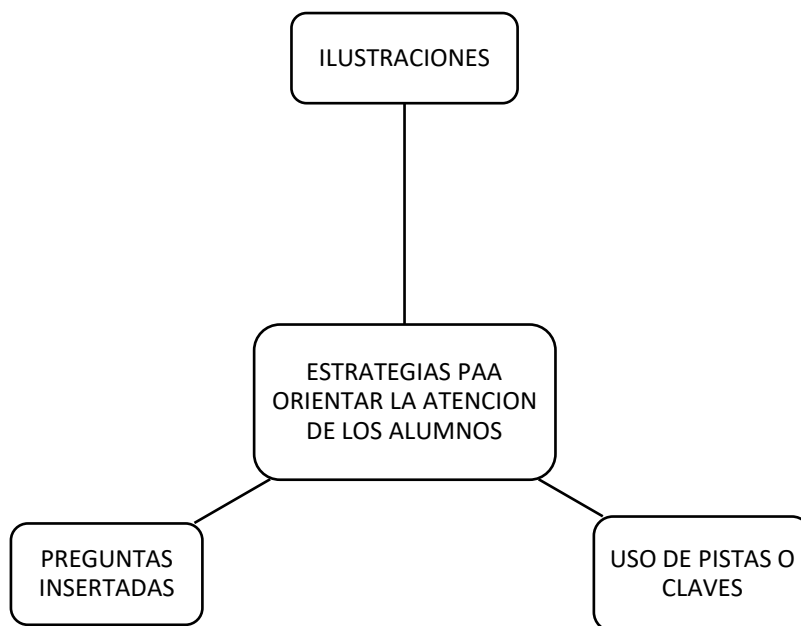 ILUSTRACIONES
ESTRATEGIAS PAA
ORIENTAR LA ATENCION
DE LOS ALUMNOS
PREGUNTAS
INSERTADAS
USO DE PISTAS O
CLAVES